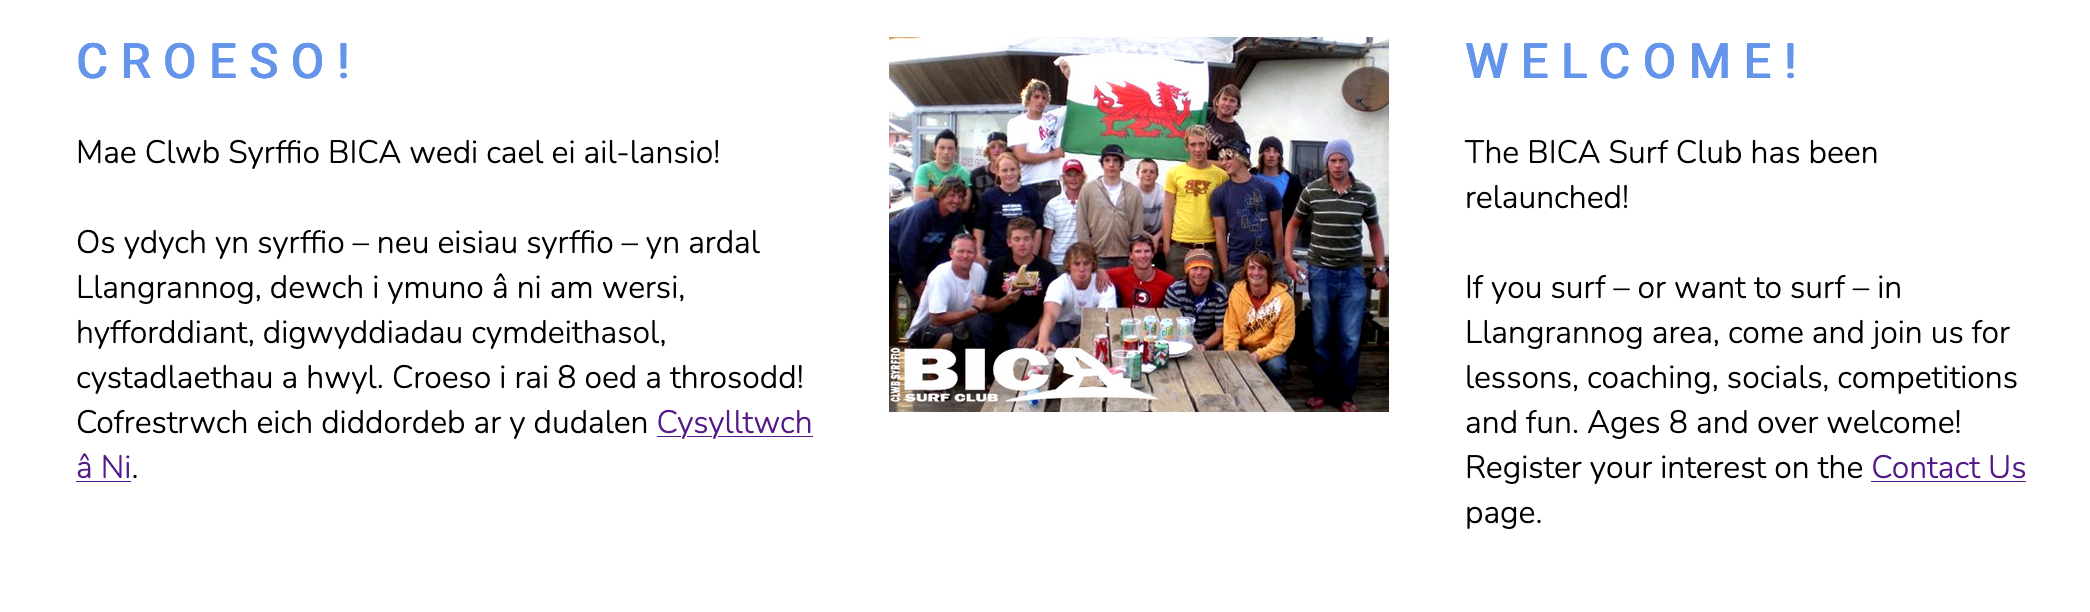 CROESO!
Mae Clwb Syrffio BICA wedi cael ei ail-lansio!
Os ydych yn syrffio – neu eisiau syrffio – yn ardal
Llangrannog, dewch i ymuno â ni am wersi,
hyfforddiant, digwyddiadau cymdeithasol,
cystadlaethau a hwyl. Croeso i rai 8 oed a throsodd!
Cofrestrwch eich diddordeb ar y dudalen Cysylltwch
â Ni.
CLWB SYRFFIO
BICA
SURF CLUB
WELCOME!
The BICA Surf Club has been
relaunched!
If you surf – or want to surf – in
Llangrannog area, come and join us for
lessons, coaching, socials, competitions
and fun. Ages 8 and over welcome!
Register your interest on the Contact Us
page.